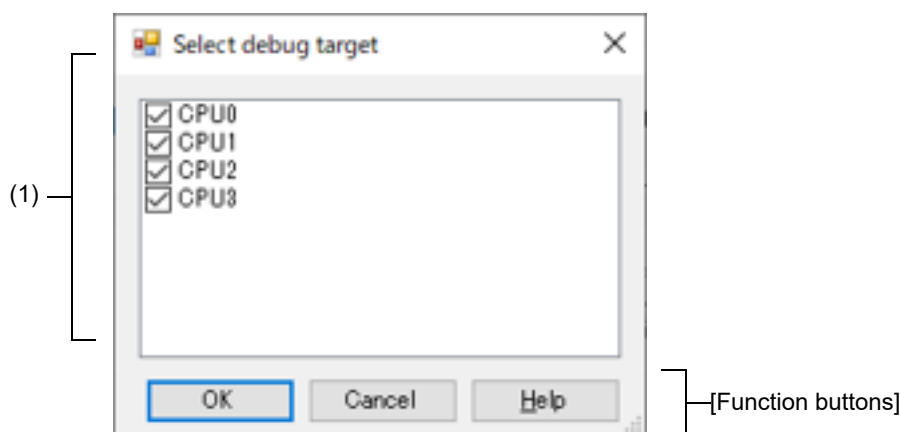 Select debug target
CPU0
CPU1
CPU2
CPU3
(1)
OK Cancel Help
[Function buttons]